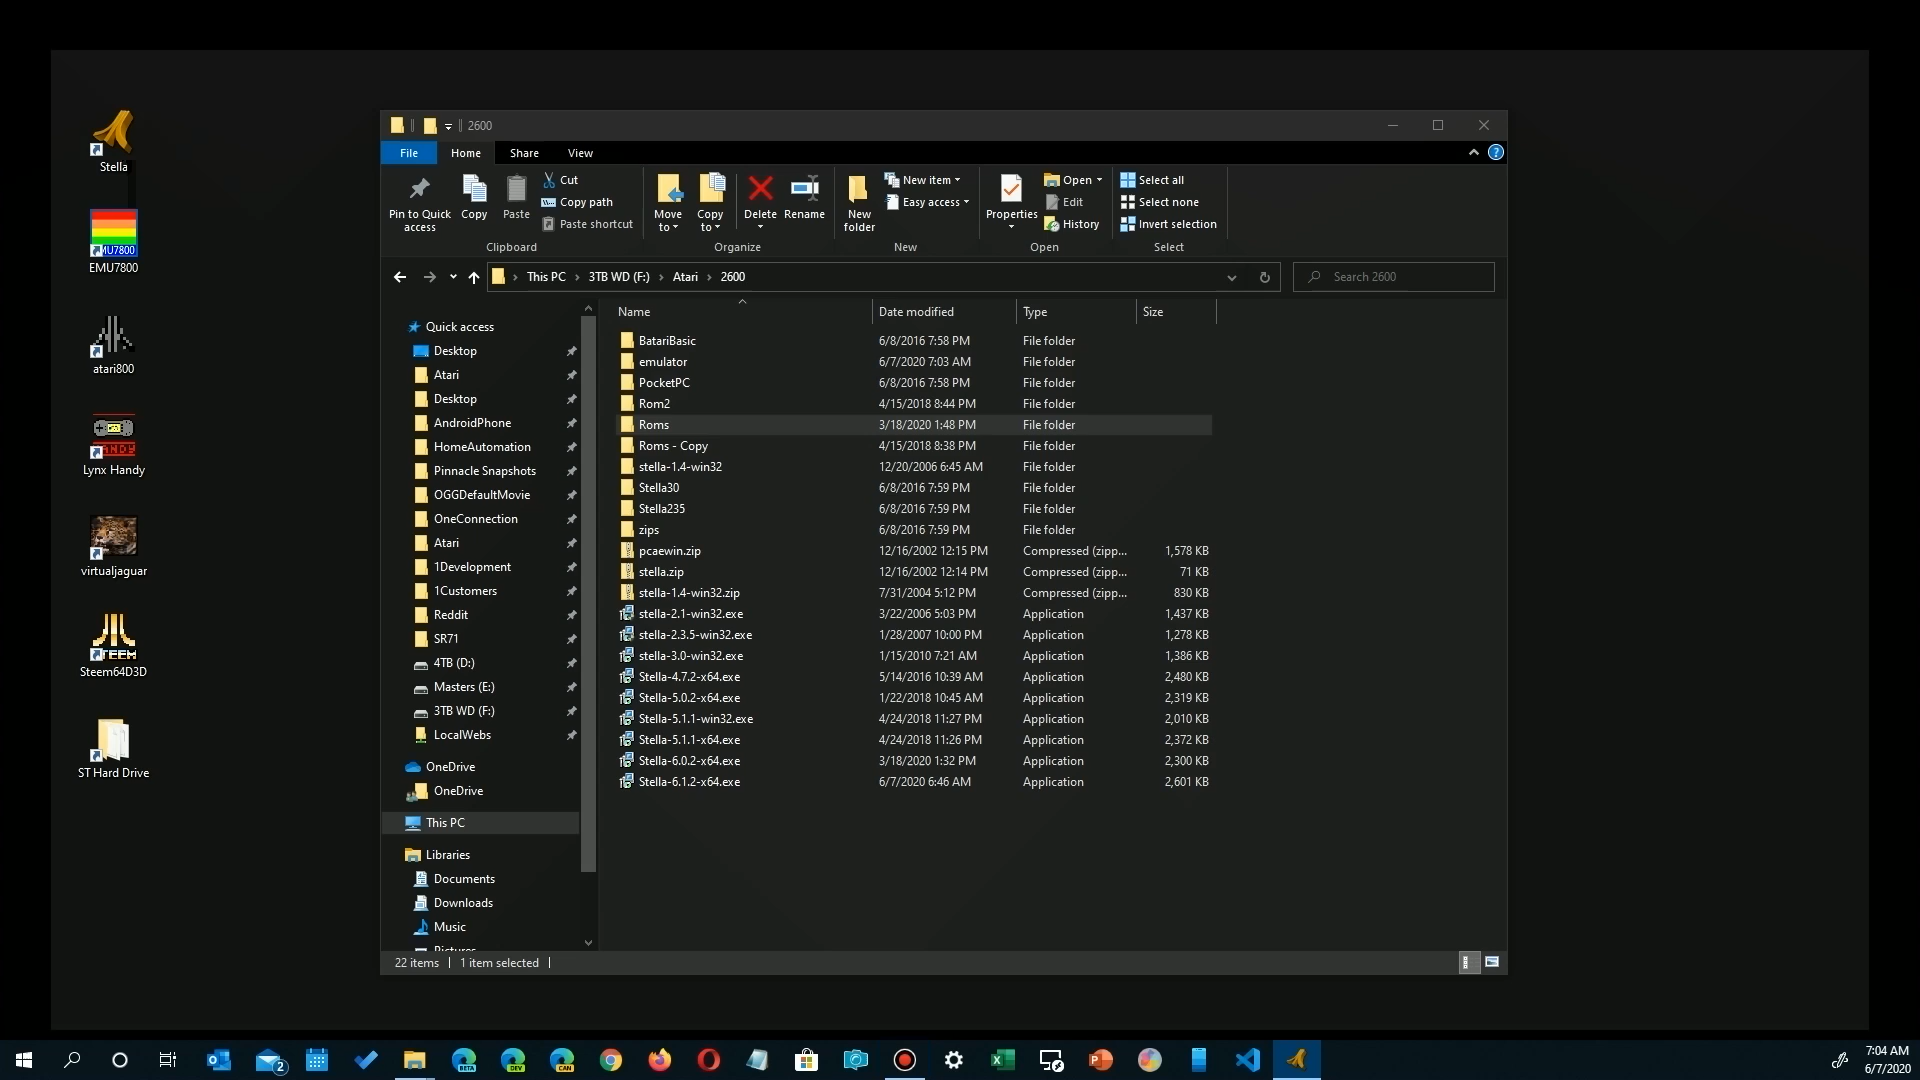 2600
File Home Share View
Pin to Quick access
Copy
Paste
Cut
Copy path
Paste shortcut
Clipboard
Move to
Copy to
Delete
Rename
Organize
New folder
New item
Easy access
New
Properties
Open
Edit
History
Open
Select all
Select none
Invert selection
Select
This PC › 3TB WD (F:) › Atari › 2600
Search 2600
Stella
EMU7800
EMU7800
atari800
Lynx Handy
virtualjaguar
STEEM
Steem64D3D
ST Hard Drive
Quick access
Desktop
Atari
Desktop
AndroidPhone
HomeAutomation
Pinnacle Snapshots
OGGDefaultMovie
OneConnection
Atari
1Development
1Customers
Reddit
SR71
4TB (D:)
Masters (E:)
3TB WD (F:)
LocalWebs
OneDrive
OneDrive
This PC
Libraries
Documents
Downloads
Music
Pictures
Name Date modified Type Size
BatariBasic 6/8/2016 7:58 PM File folder
emulator 6/7/2020 7:03 AM File folder
PocketPC 6/8/2016 7:58 PM File folder
Rom2 4/15/2018 8:44 PM File folder
Roms 3/18/2020 1:48 PM File folder
Roms - Copy 4/15/2018 8:38 PM File folder
stella-1.4-win32 12/20/2006 6:45 AM File folder
Stella30 6/8/2016 7:59 PM File folder
Stella235 6/8/2016 7:59 PM File folder
zips 6/8/2016 7:59 PM File folder
pcaewin.zip 12/16/2002 12:15 PM Compressed (zipp... 1,578 KB
stella.zip 12/16/2002 12:14 PM Compressed (zipp... 71 KB
stella-1.4-win32.zip 7/31/2004 5:12 PM Compressed (zipp... 830 KB
stella-2.1-win32.exe 3/22/2006 5:03 PM Application 1,437 KB
stella-2.3.5-win32.exe 1/28/2007 10:00 PM Application 1,278 KB
stella-3.0-win32.exe 1/15/2010 7:21 AM Application 1,386 KB
Stella-4.7.2-x64.exe 5/14/2016 10:39 AM Application 2,480 KB
Stella-5.0.2-x64.exe 1/22/2018 10:45 AM Application 2,319 KB
Stella-5.1.1-win32.exe 4/24/2018 11:27 PM Application 2,010 KB
Stella-5.1.1-x64.exe 4/24/2018 11:26 PM Application 2,372 KB
Stella-6.0.2-x64.exe 3/18/2020 1:32 PM Application 2,300 KB
Stella-6.1.2-x64.exe 6/7/2020 6:46 AM Application 2,601 KB
22 items 1 item selected
2
BETA
DEV
CAN
7:04 AM
6/7/2020